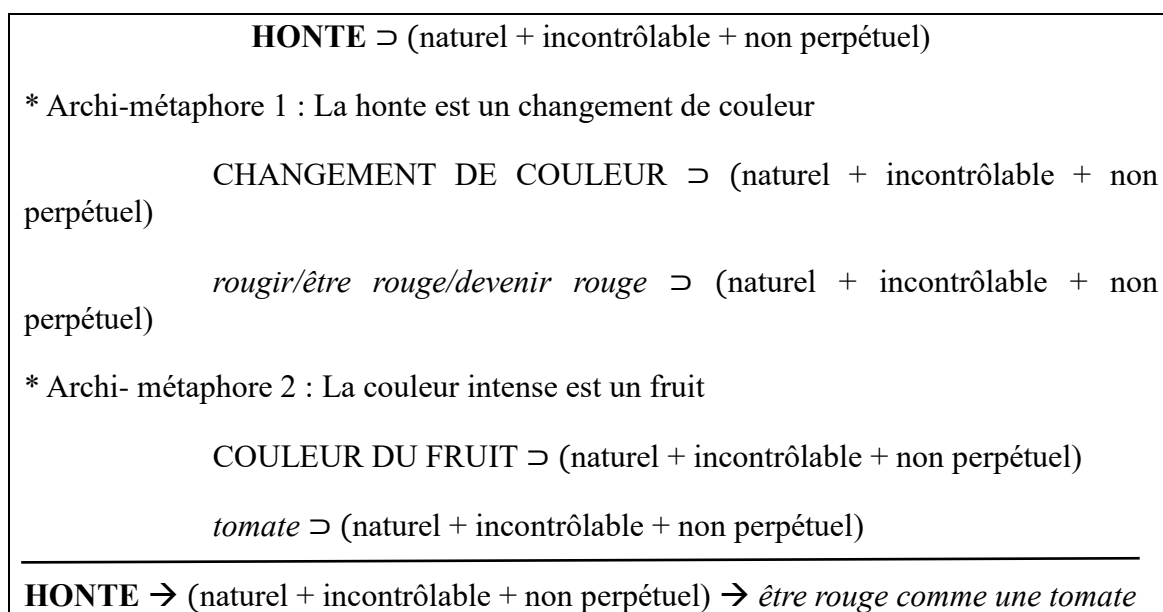 HONTE ⊃ (naturel + incontrôlable + non perpétuel)
* Archi-métaphore 1 : La honte est un changement de couleur
CHANGEMENT DE COULEUR ⊃ (naturel + incontrôlable + non
perpétuel)
rougir/être rouge/devenir rouge ⊃ (naturel + incontrôlable + non
perpétuel)
* Archi- métaphore 2 : La couleur intense est un fruit
COULEUR DU FRUIT ⊃ (naturel + incontrôlable + non perpétuel)
tomate ⊃ (naturel + incontrôlable + non perpétuel)
HONTE → (naturel + incontrôlable + non perpétuel) → être rouge comme une tomate